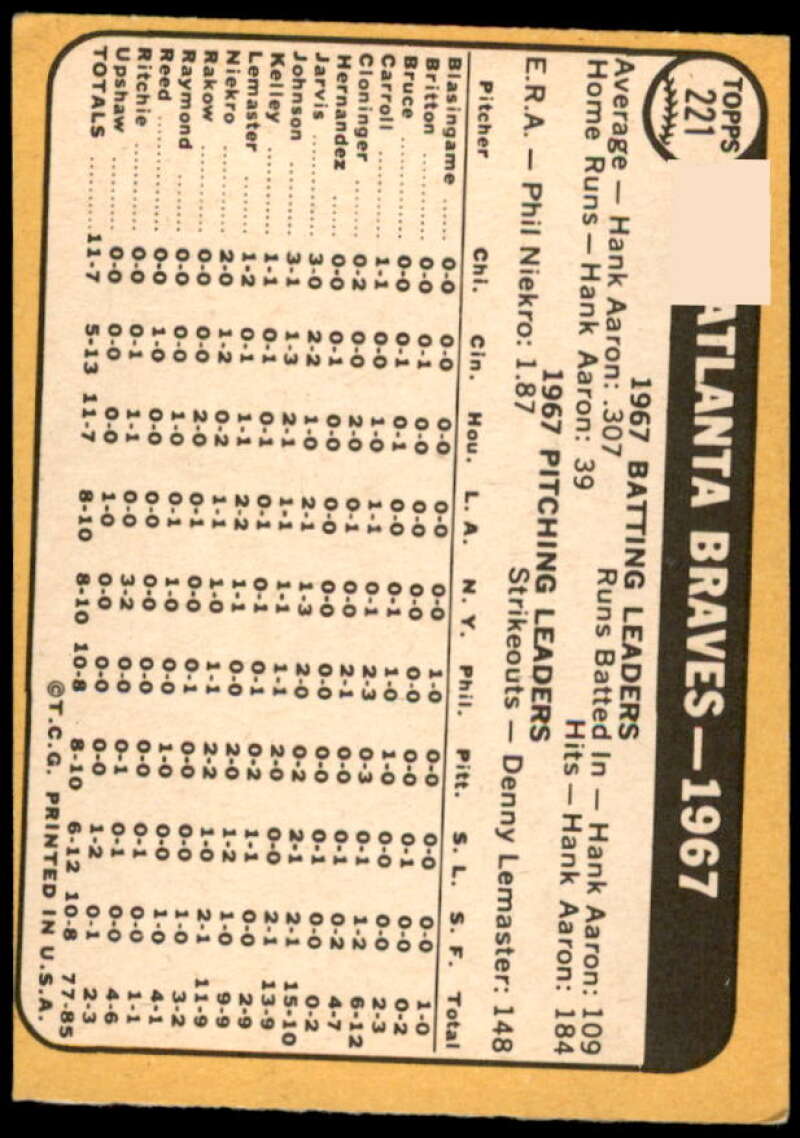 TOPPS
221
ATLANTA BRAVES—1967
1967 BATTING LEADERS
Average — Hank Aaron: .307 Runs Batted In — Hank Aaron: 109
Home Runs — Hank Aaron: 39 Hits — Hank Aaron: 184
1967 PITCHING LEADERS
E.R.A. — Phil Niekro: 1.87 Strikeouts — Denny Lemaster: 148
Pitcher Chi. Cin. Hou. L. A. N. Y. Phil. Pitt. S. L. S. F. Total
Blasingame ...... 0-0 0-0 0-0 0-0 0-0 1-0 0-0 0-0 0-0 1-0
Britton .......... 0-0 0-1 0-0 0-0 0-0 0-0 0-0 0-1 0-0 0-2
Bruce ............ 0-0 0-1 0-1 0-0 0-1 1-0 1-0 0-0 0-0 2-3
Carroll .......... 1-1 0-0 1-0 1-1 0-1 2-3 0-3 0-1 1-2 6-12
Cloninger ....... 0-2 0-0 2-0 0-1 0-0 2-1 0-0 0-1 0-2 4-7
Hernandez ...... 0-0 0-1 0-0 0-0 0-0 0-0 0-0 0-1 0-0 0-2
Jarvis ............ 3-0 2-2 1-0 2-1 1-3 2-0 0-2 2-1 2-1 15-10
Johnson ......... 3-1 1-3 2-1 1-1 1-1 1-1 2-0 0-0 2-1 13-9
Kelley ............ 1-1 0-1 0-1 0-1 0-1 0-1 0-2 1-1 0-0 2-9
Lemaster ........ 1-2 0-1 1-1 2-2 1-1 0-0 2-0 1-2 1-0 9-9
Niekro ........... 2-0 1-2 0-2 1-1 1-0 1-1 2-2 1-0 2-1 11-9
Rakow ........... 0-0 0-0 2-0 0-1 0-0 0-1 0-0 0-0 1-0 3-2
Raymond ........ 0-0 0-0 1-0 0-1 1-0 0-0 1-0 0-0 1-0 4-1
Reed .............. 0-0 1-0 0-0 0-0 0-0 0-0 0-0 0-1 0-0 1-1
Ritchie ........... 0-0 0-1 1-1 0-0 3-2 0-0 0-1 0-1 0-0 4-6
Upshaw .......... 0-0 0-0 0-0 1-0 0-0 0-0 0-0 1-2 0-1 2-3
TOTALS .......... 11-7 5-13 11-7 8-10 8-10 10-8 8-10 6-12 10-8 77-85
©T.C.G. PRINTED IN U.S.A.